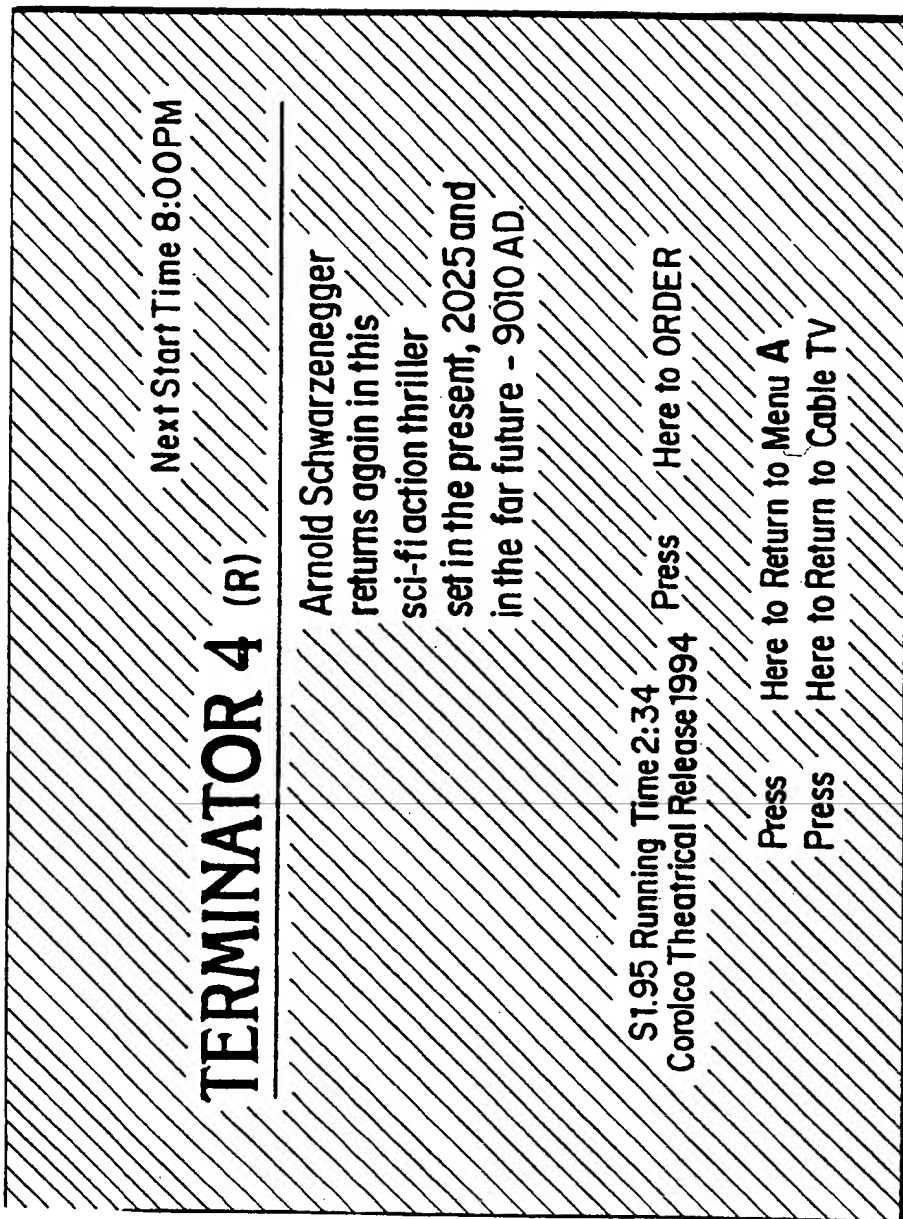 Next Start Time 8:00PM
TERMINATOR 4 (R)
Arnold Schwarzenegger
returns again in this
sci-fi action thriller
set in the present, 2025 and
in the far future - 9010 AD.
S1.95 Running Time 2:34
Corolco Theatrical Release 1994
Press Here to ORDER
Press Here to Return to Menu A
Press Here to Return to Cable TV